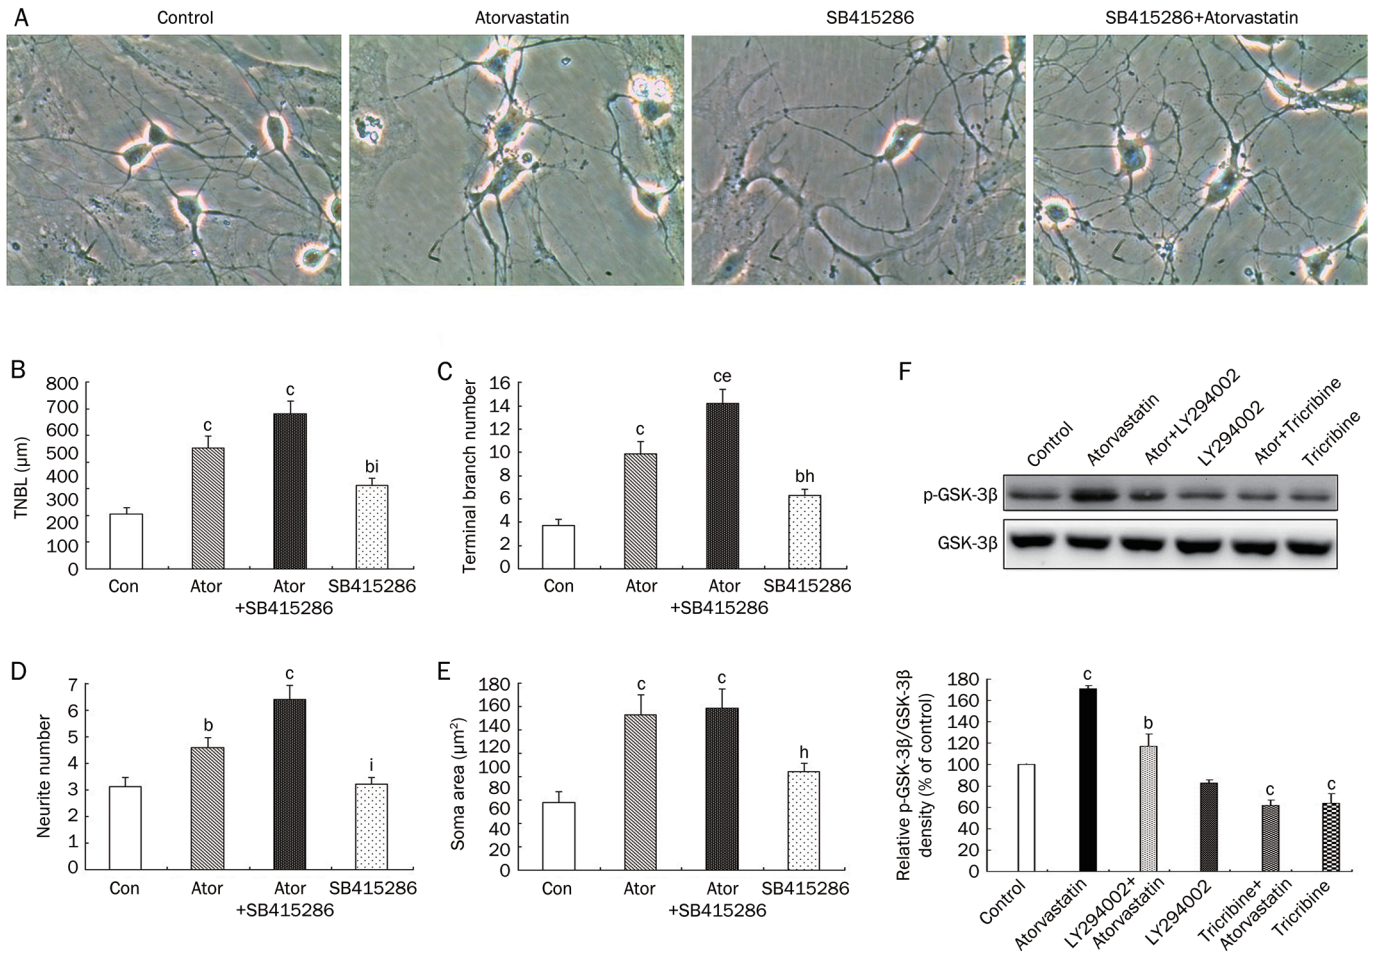 A
Control
Atorvastatin
SB415286
SB415286+Atorvastatin
B
TNBL (μm)
800
700
600
500
400
300
200
100
0
c
c
bi
Con
Ator
Ator
+SB415286
SB415286
C
Terminal branch number
16
14
12
10
8
6
4
2
0
c
ce
bh
Con
Ator
Ator
+SB415286
SB415286
D
Neurite number
7
6
5
4
3
2
1
0
b
c
i
Con
Ator
Ator
+SB415286
SB415286
E
Soma area (μm²)
180
160
140
120
100
80
60
40
20
0
c
c
h
Con
Ator
Ator
+SB415286
SB415286
F
Control
Atorvastatin
Ator+LY294002
LY294002
Ator+Tricribine
Tricribine
p-GSK-3β
GSK-3β
Relative p-GSK-3β/GSK-3β
density (% of control)
180
160
140
120
100
80
60
40
20
0
c
b
c
c
Control
Atorvastatin
LY294002+
Atorvastatin
LY294002
Tricribine+
Atorvastatin
Tricribine